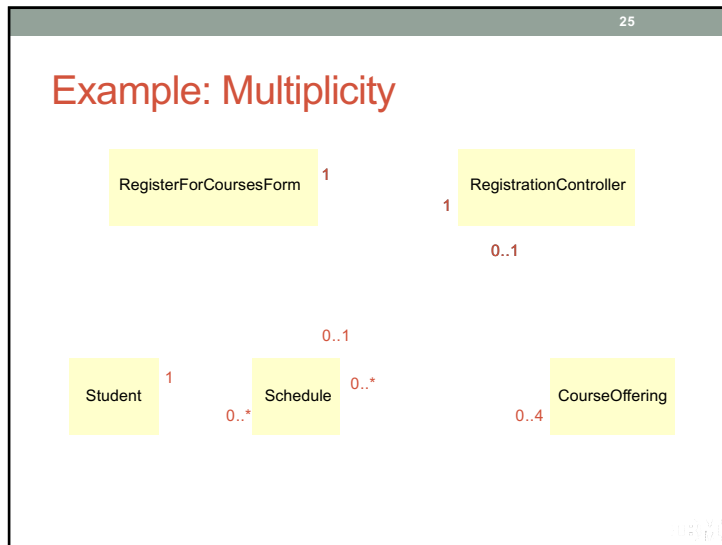 25
Example: Multiplicity
RegisterForCoursesForm
1
RegistrationController
1
0..1
0..1
Student
1
0..*
Schedule
0..*
0..4
CourseOffering